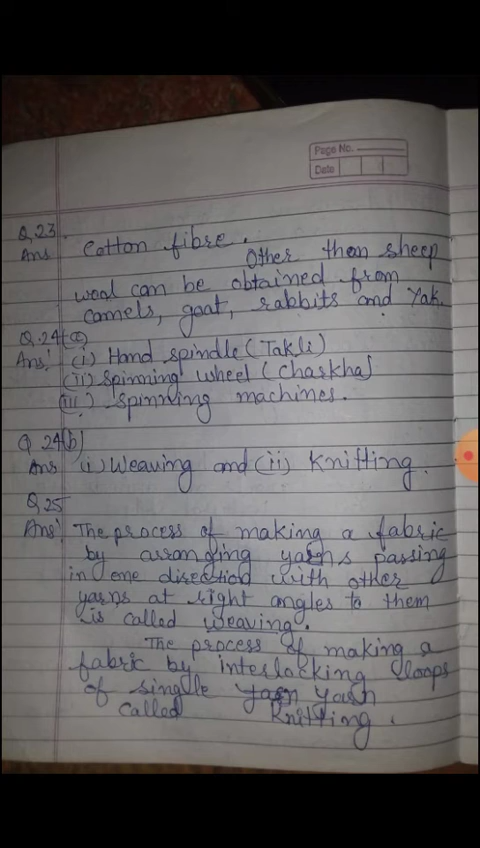 Page No.
Date
Q.23
Ans Cotton fibre.
Other than sheep
wool can be obtained from
camels, goat, rabbits and Yak.
Q.24(a)
Ans! (i) Hand spindle (Takli)
(ii) Spinning wheel (Charkha)
(iii) spinning machines.
Q 24(b)
Ans (i) Weaving and (ii) Knitting.
Q.25
Ans! The process of making a fabric
by arranging yarns passing
in one direction with other
yarns at right angles to them
is called weaving.
The process of making a
fabric by interlocking loops
of single yarn
called Knitting.